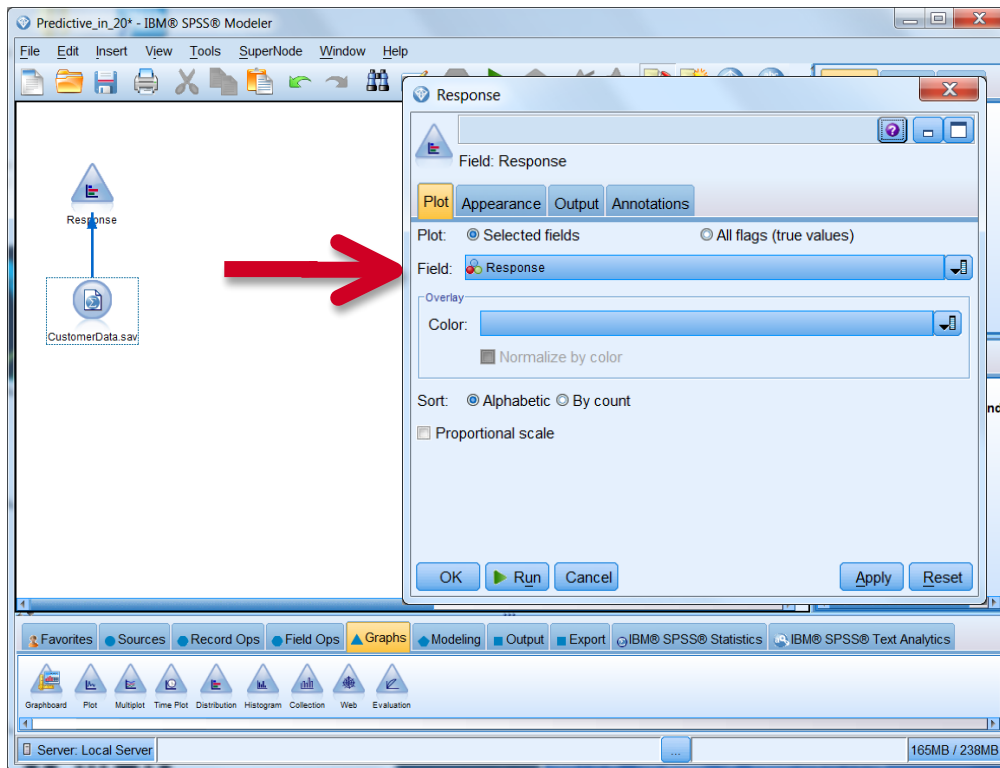 Predictive_in_20* - IBM® SPSS® Modeler
File Edit Insert View Tools SuperNode Window Help
Response
Field: Response
Plot Appearance Output Annotations
Plot: Selected fields All flags (true values)
Field: Response
Overlay
Color:
Normalize by color
Sort: Alphabetic By count
Proportional scale
OK Run Cancel Apply Reset
Response
CustomerData.sav
Favorites Sources Record Ops Field Ops Graphs Modeling Output Export IBM® SPSS® Statistics IBM® SPSS® Text Analytics
Graphboard Plot Multiplot Time Plot Distribution Histogram Collection Web Evaluation
Server: Local Server ... 165MB / 238MB